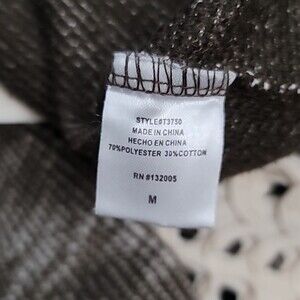 STYLE#T3750
MADE IN CHINA
HECHO EN CHINA
70%POLYESTER 30%COTTON
RN #132005
M